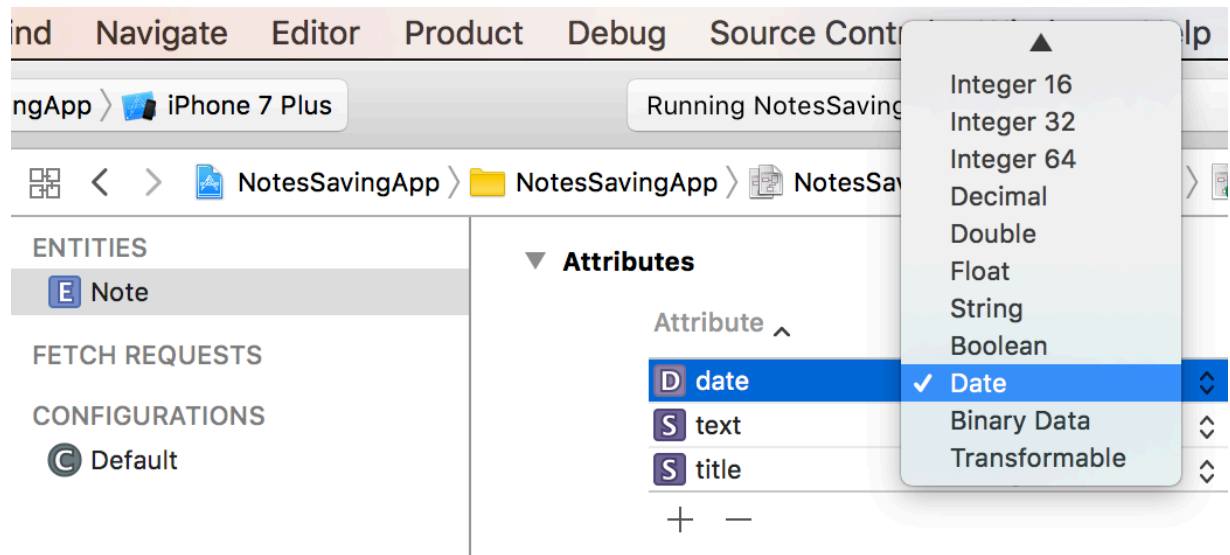 ind Navigate Editor Product Debug Source Cont lp
ngApp iPhone 7 Plus Running NotesSaving
NotesSavingApp NotesSavingApp NotesSav
ENTITIES
E Note
FETCH REQUESTS
CONFIGURATIONS
C Default
Attributes
Attribute
D date
S text
S title
Integer 16
Integer 32
Integer 64
Decimal
Double
Float
String
Boolean
Date
Binary Data
Transformable